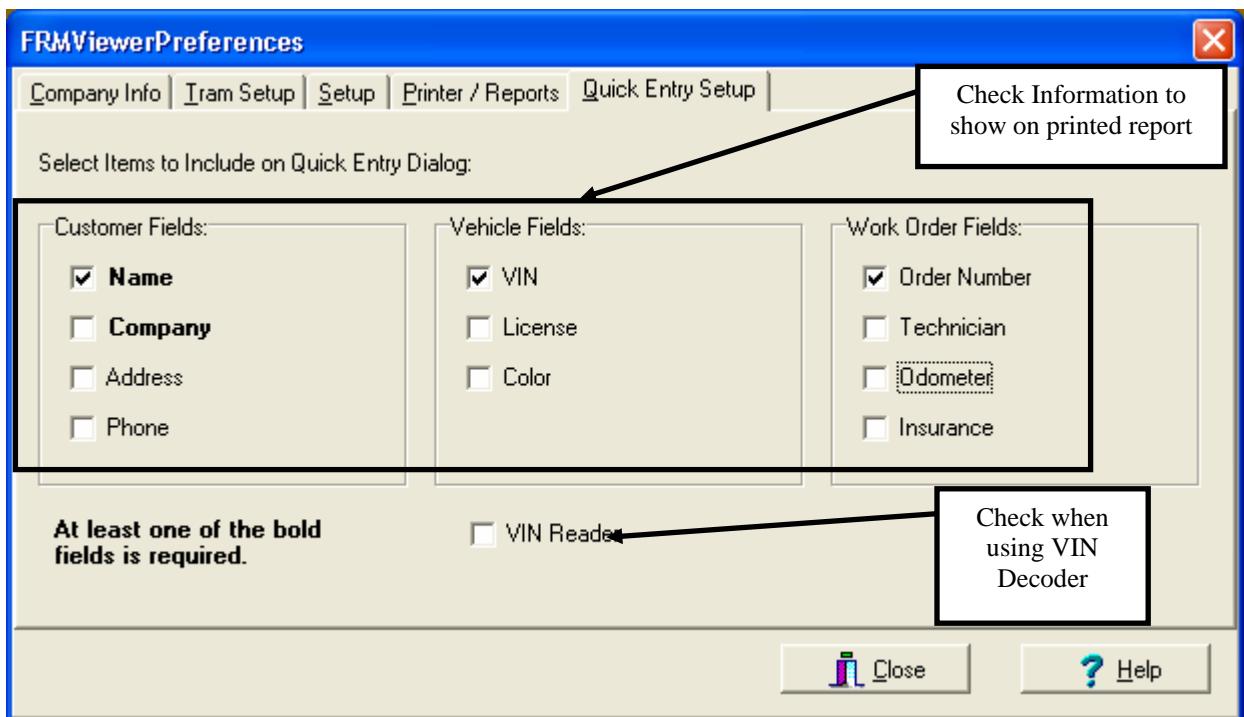 FRMViewerPreferences
Company Info Tram Setup Setup Printer / Reports Quick Entry Setup
Check Information to
show on printed report
Select Items to Include on Quick Entry Dialog:
Customer Fields: Vehicle Fields: Work Order Fields:
Name VIN Order Number
Company License Technician
Address Color Odometer
Phone Insurance
At least one of the bold
fields is required.
VIN Reader
Check when
using VIN
Decoder
Close Help